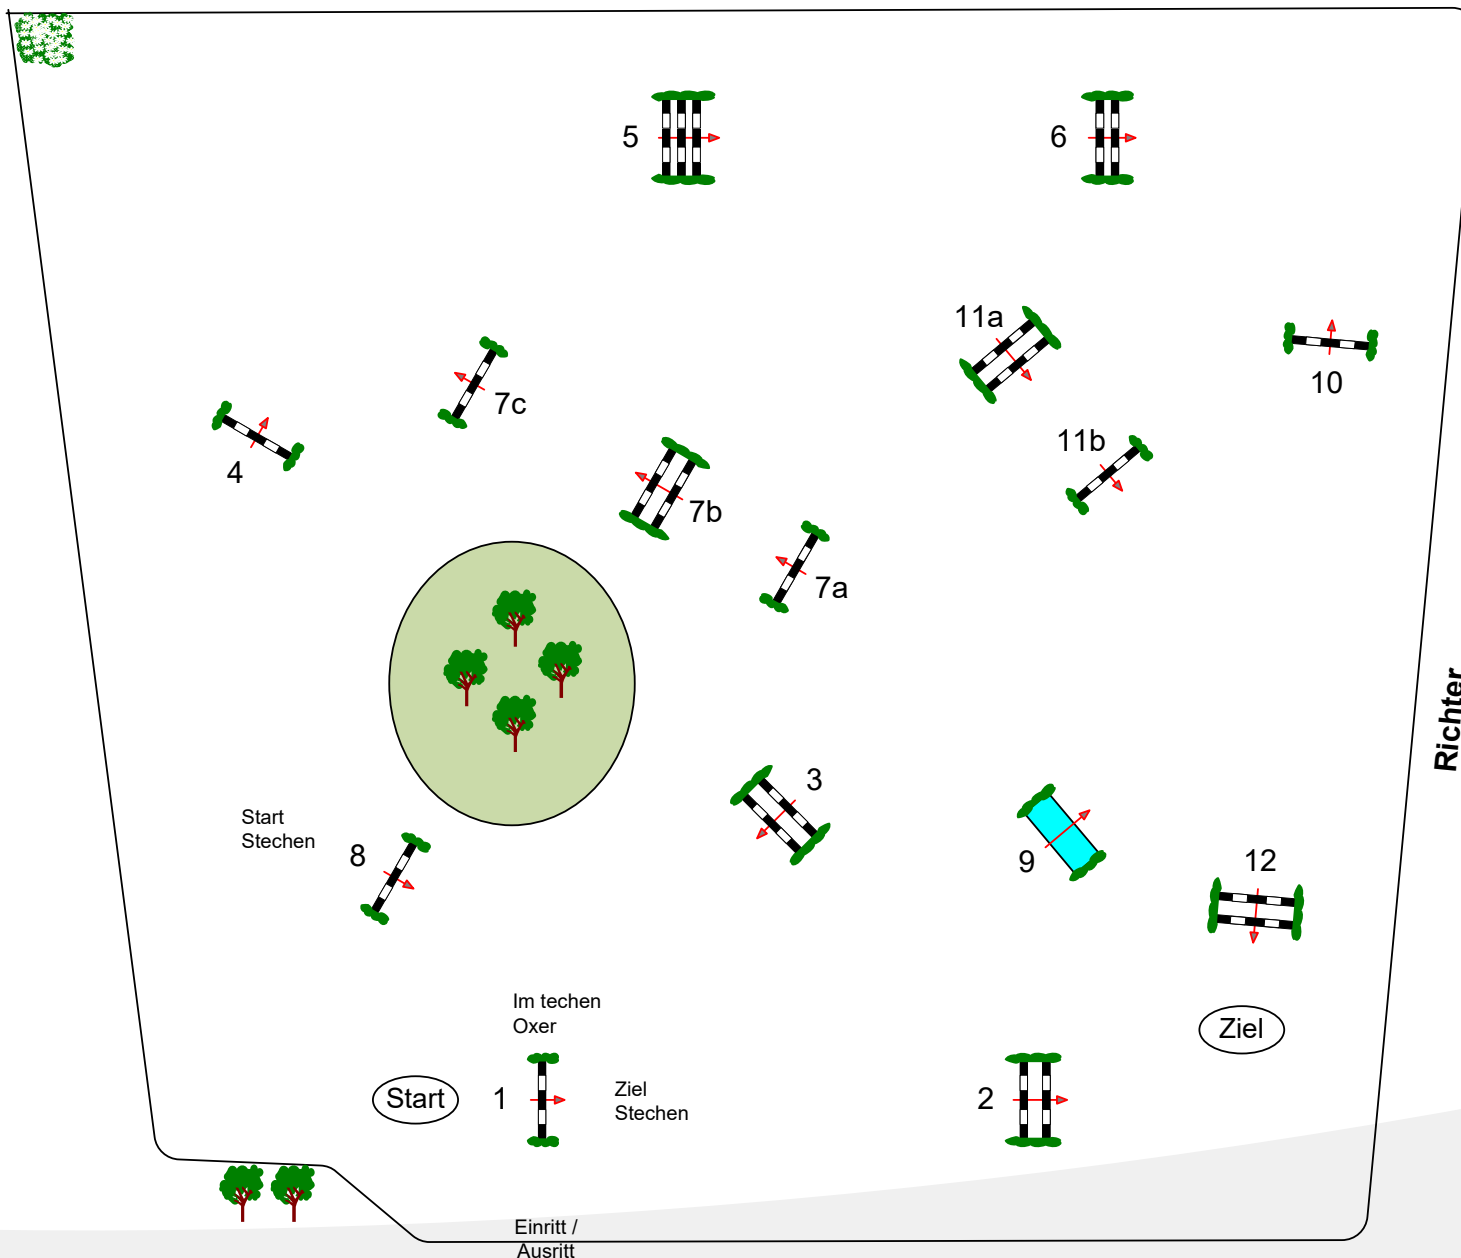 5
6
11a
10
7c
4
11b
7b
7a
3
Start
Stechen
8
9
12
Richter
Im techen
Oxer
Ziel
Start
1
Ziel
Stechen
2
Einritt /
Ausritt